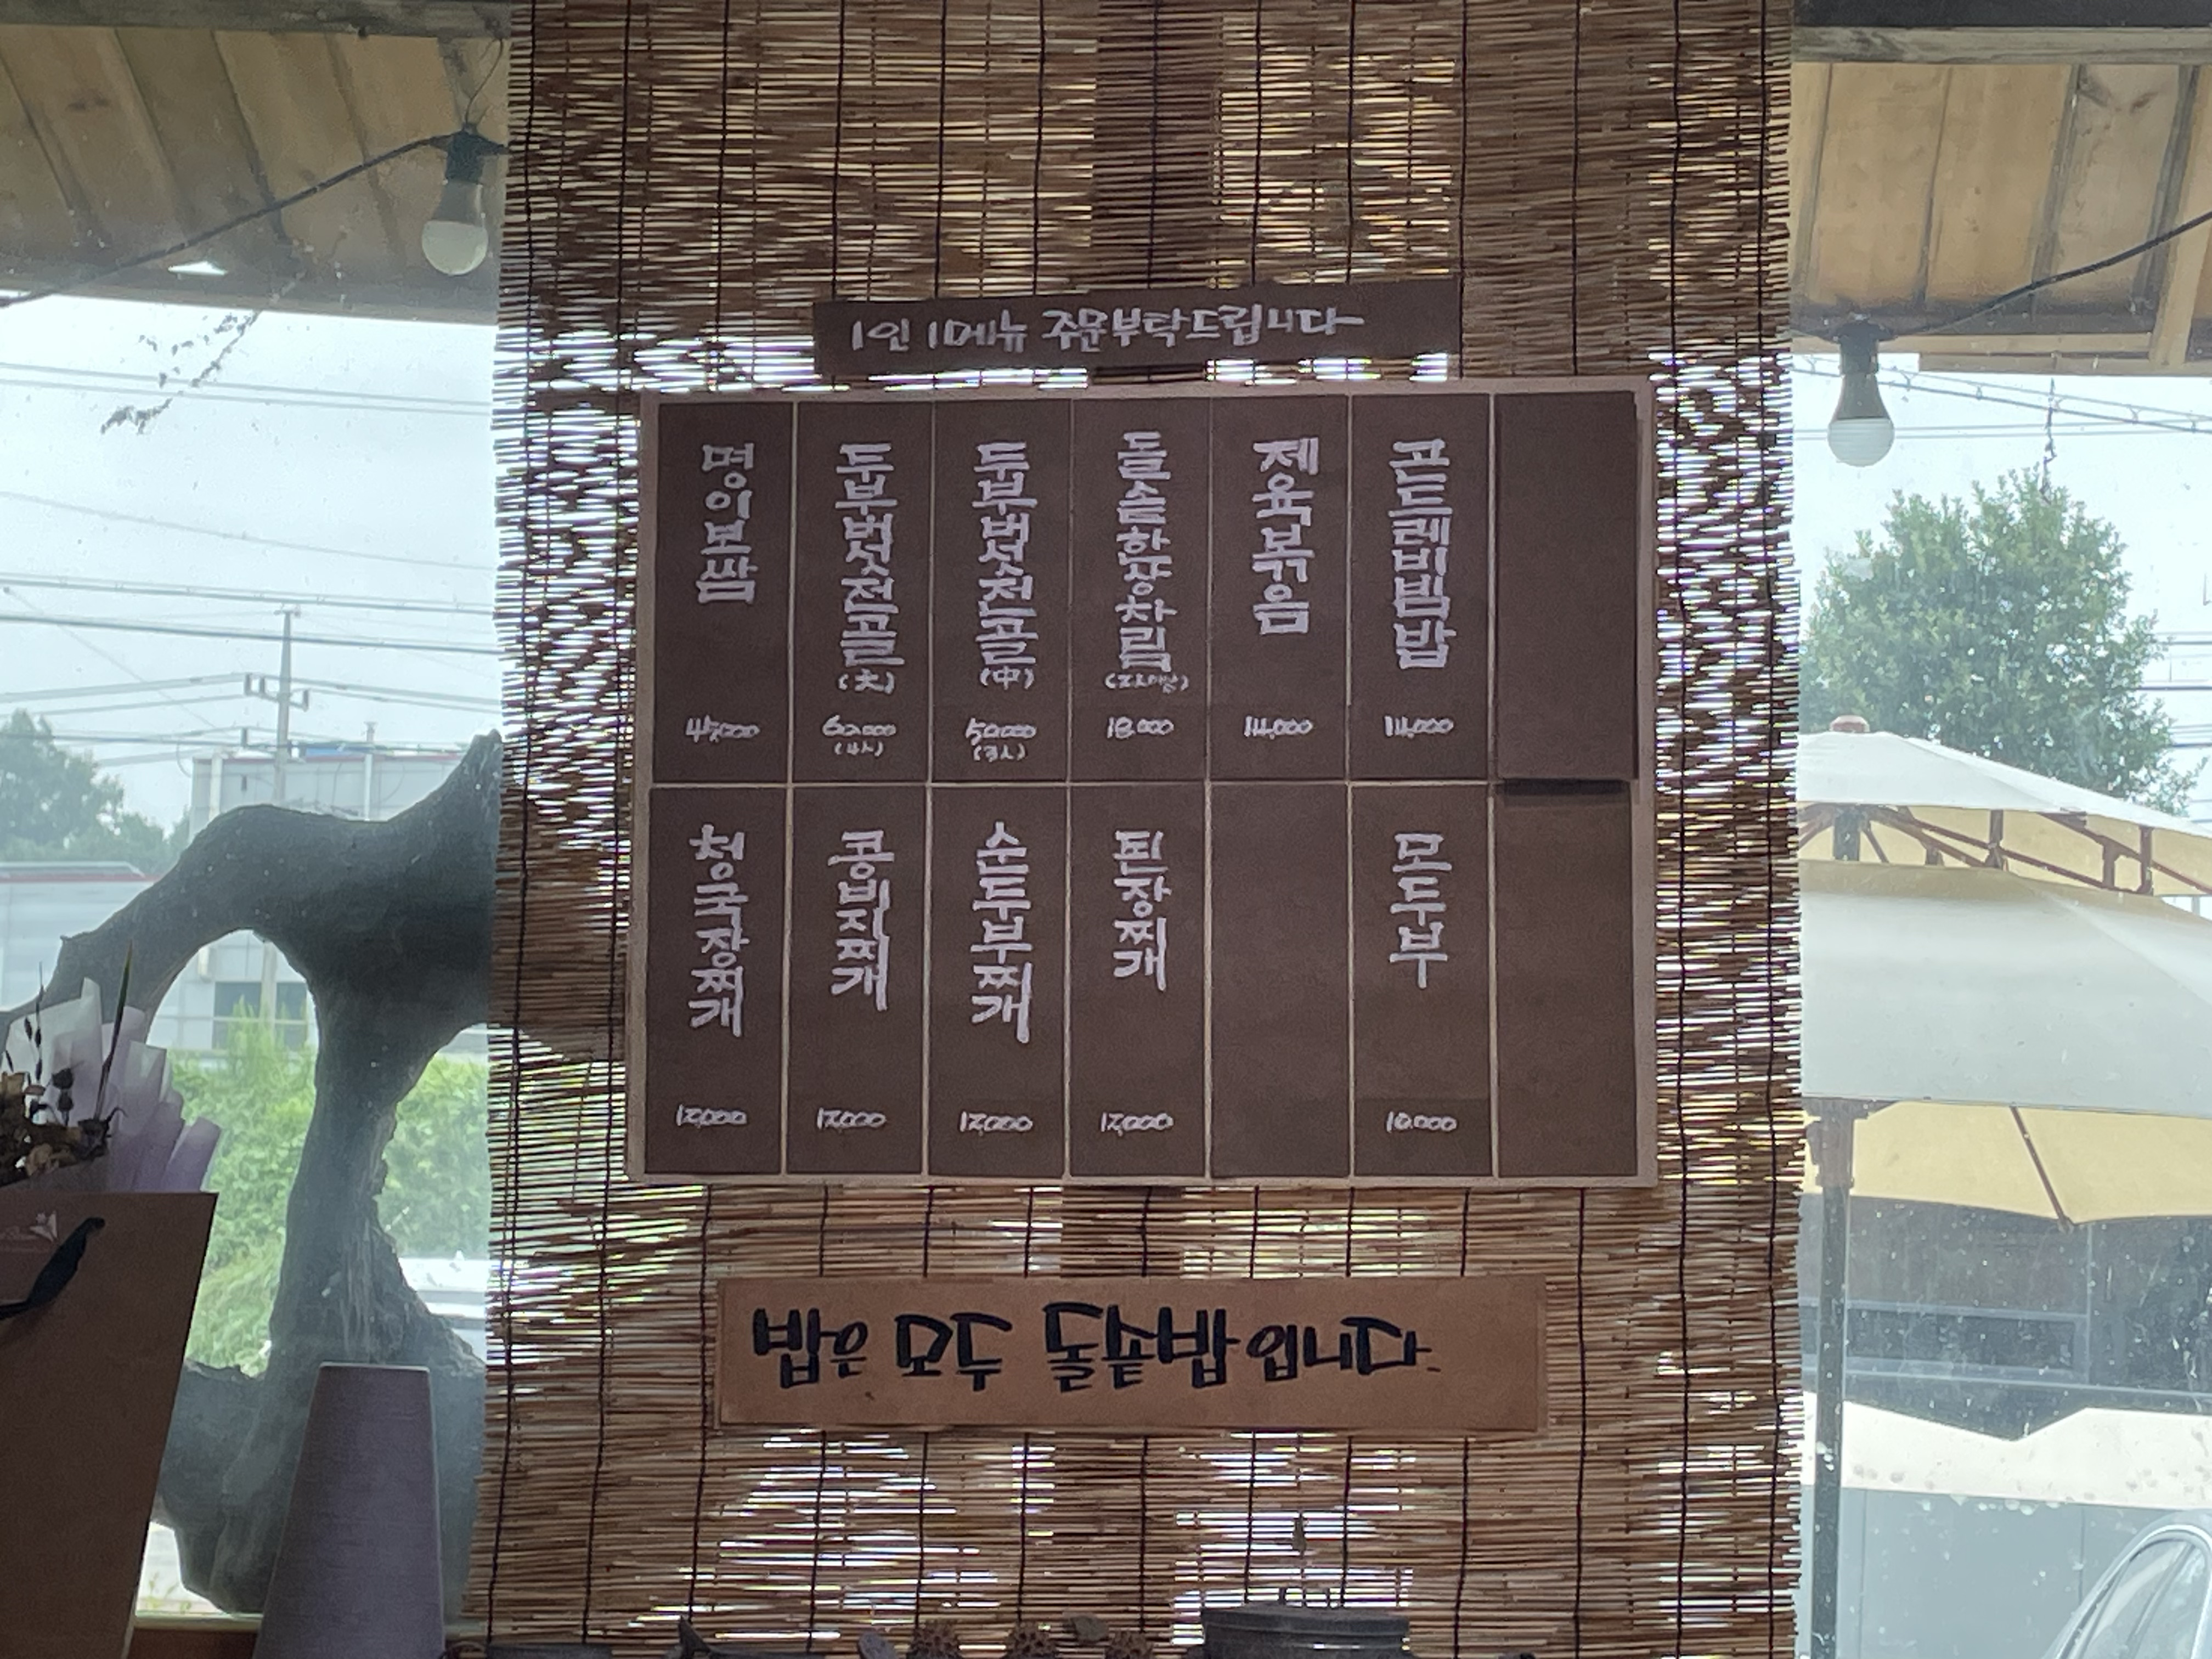 1인 1메뉴 주문부탁드립니다
명이보쌈
45,000
두부버섯전골
(大)
60,000
(4人)
두부버섯전골
(中)
50,000
(3人)
돌솥한상차림
18,000
제육볶음
14,000
곤드레비빔밥
14,000
청국장찌개
12,000
콩비지찌개
12,000
순두부찌개
12,000
된장찌개
12,000
모두부
10,000
밥은 모두 돌솥밥입니다.